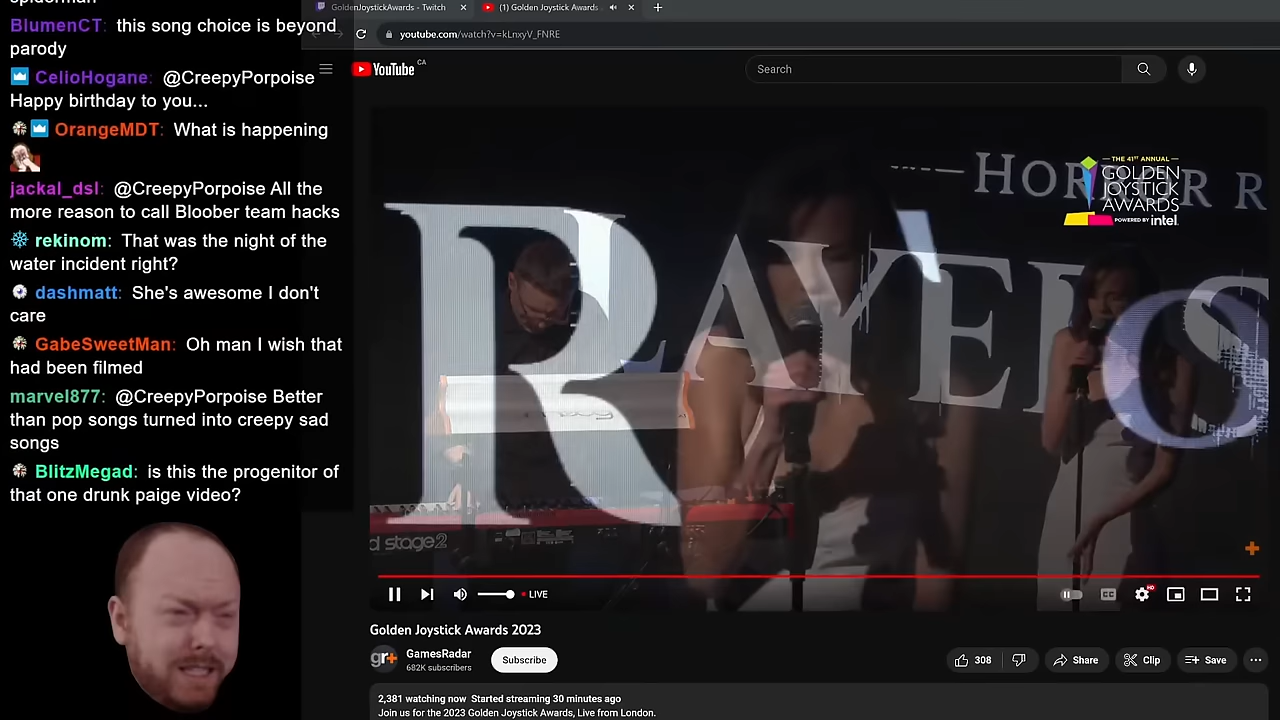 spiderman
BlumenCT: this song choice is beyond
parody
CelioHogane: @CreepyPorpoise
Happy birthday to you...
OrangeMDT: What is happening
jackal_dsl: @CreepyPorpoise All the
more reason to call Bloober team hacks
rekinom: That was the night of the
water incident right?
dashmatt: She's awesome I don't
care
GabeSweetMan: Oh man I wish that
had been filmed
marvel877: @CreepyPorpoise Better
than pop songs turned into creepy sad
songs
BlitzMegad: is this the progenitor of
that one drunk paige video?
GoldenJoystickAwards - Twitch
(1) Golden Joystick Awards
youtube.com/watch?v=kLnxyV_FNRE
YouTube CA
Search
THE 41ST ANNUAL
GOLDEN
JOYSTICK
AWARDS
POWERED BY intel.
d stage2
LIVE
CC
HD
Golden Joystick Awards 2023
gr+ GamesRadar
682K subscribers
Subscribe
308
Share
Clip
Save
2,381 watching now Started streaming 30 minutes ago
Join us for the 2023 Golden Joystick Awards, Live from London.